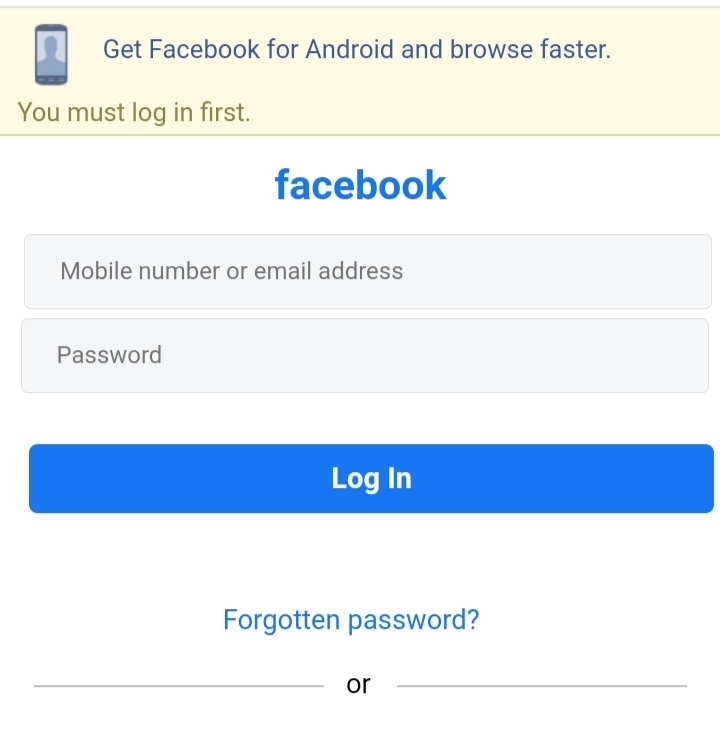 Get Facebook for Android and browse faster.
You must log in first.
facebook
Mobile number or email address
Password
Log In
Forgotten password?
or